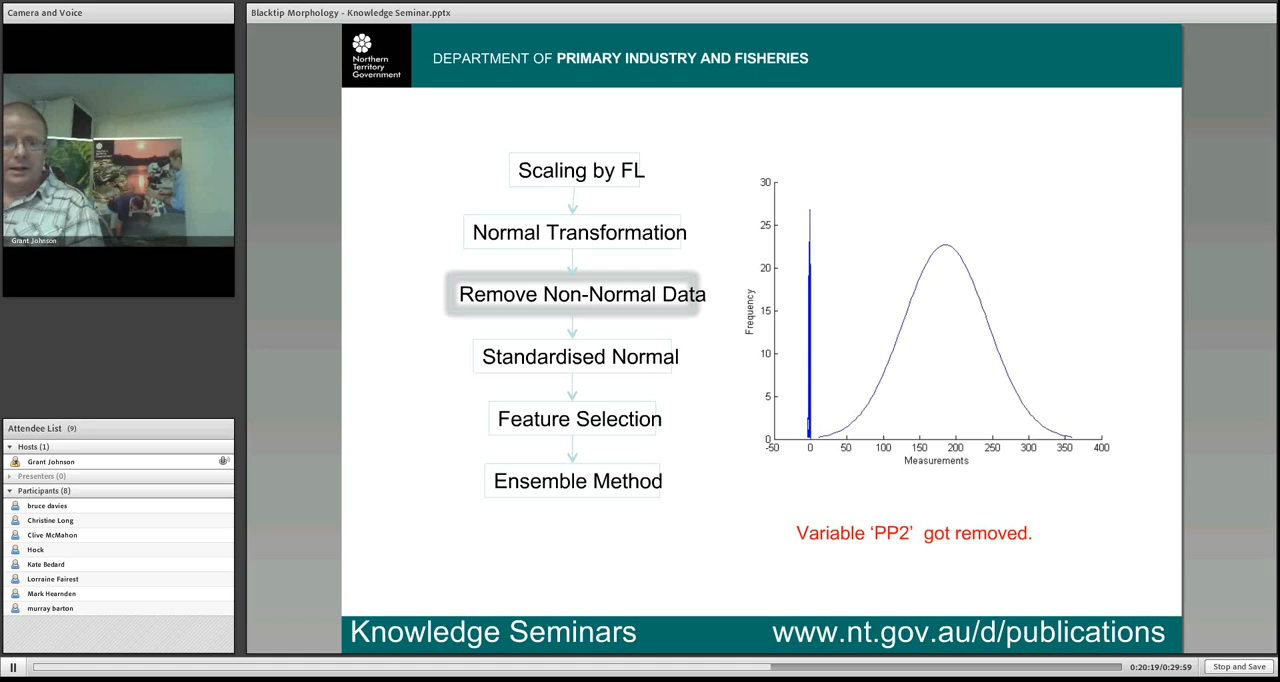 Camera and Voice
Grant Johnson
Attendee List (9)
Hosts (1)
Grant Johnson
Presenters (0)
Participants (8)
bruce davies
Christine Long
Clive McMahon
Hock
Kate Bedard
Lorraine Fairest
Mark Hearnden
murray barton
Blacktip Morphology - Knowledge Seminar.pptx
Northern
Territory
Government
DEPARTMENT OF PRIMARY INDUSTRY AND FISHERIES
Scaling by FL
Normal Transformation
Remove Non-Normal Data
Standardised Normal
Feature Selection
Ensemble Method
30
25
20
15
10
5
0
Frequency
-50 0 50 100 150 200 250 300 350 400
Measurements
Variable ‘PP2’ got removed.
Knowledge Seminars www.nt.gov.au/d/publications
0:20:19/0:29:59 Stop and Save